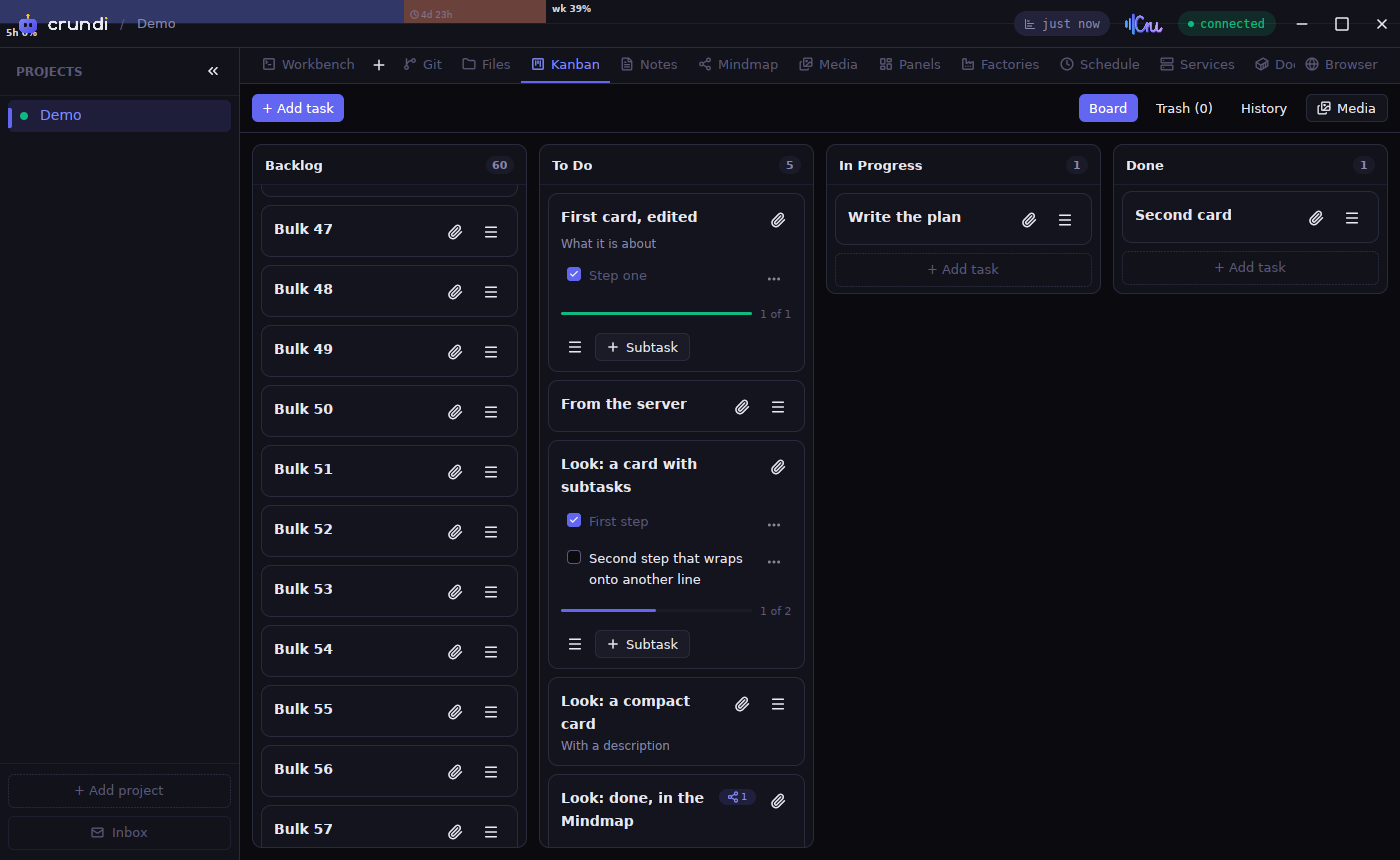 4d 23h
wk 39%
crundi / Demo
just now
Cru
connected
PROJECTS
Workbench
Git
Files
Kanban
Notes
Mindmap
Media
Panels
Factories
Schedule
Services
Browser
Demo
+ Add task
Board
Trash (0)
History
Media
Backlog 60
Bulk 47
Bulk 48
Bulk 49
Bulk 50
Bulk 51
Bulk 52
Bulk 53
Bulk 54
Bulk 55
Bulk 56
Bulk 57
To Do 5
First card, edited
What it is about
Step one
...
1 of 1
+ Subtask
From the server
Look: a card with
subtasks
First step
...
Second step that wraps
onto another line
...
1 of 2
+ Subtask
Look: a compact
card
With a description
Look: done, in the
Mindmap
1
In Progress 1
Write the plan
+ Add task
Done 1
Second card
+ Add task
+ Add project
Inbox